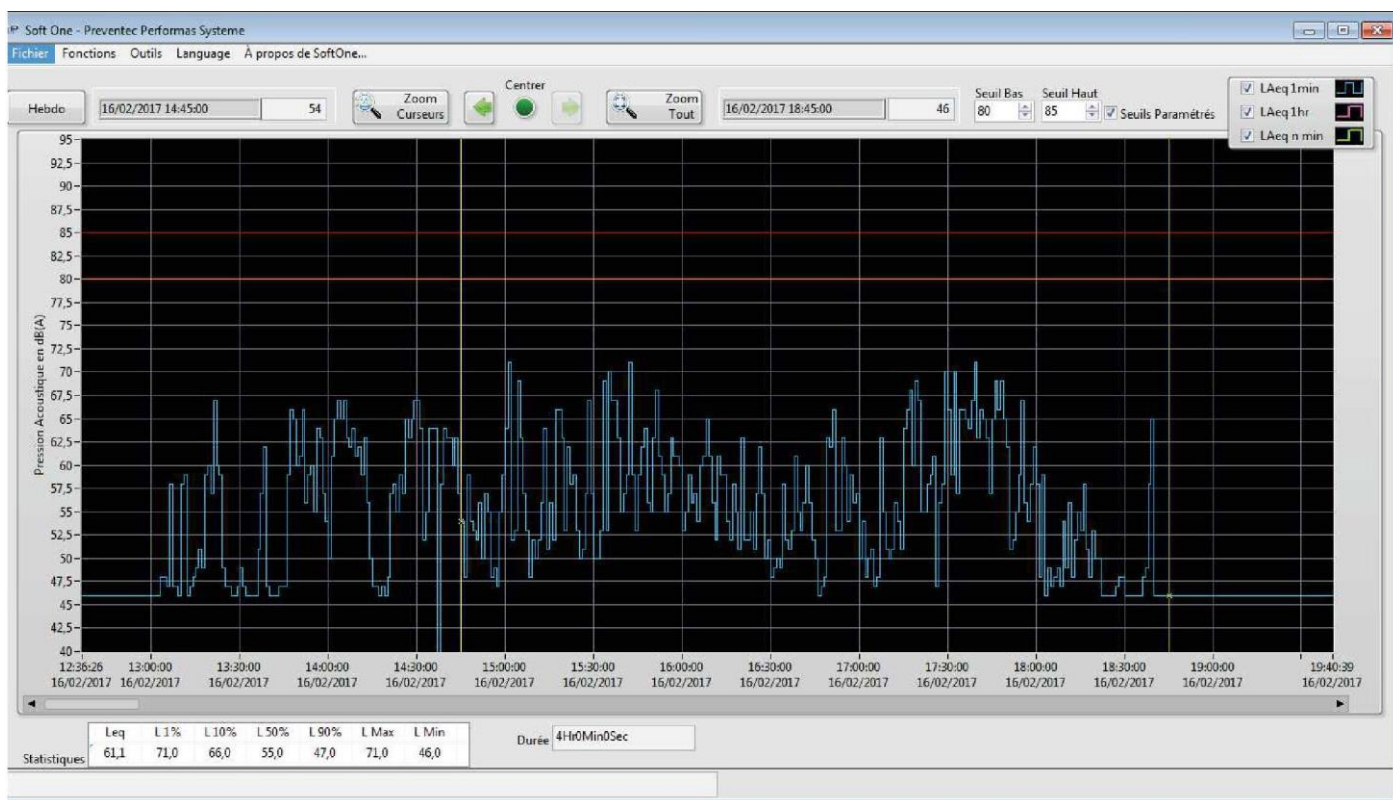 Soft One - Preventec Performas Systeme
Fichier Fonctions Outils Language À propos de SoftOne...
Hebdo 16/02/2017 14:45:00 54 Zoom Curseurs Centrer Zoom Tout 16/02/2017 18:45:00 46 Seuil Bas 80 Seuil Haut 85 Seuils Paramétrés
LAeq 1min
LAeq 1hr
LAeq n min
Pression Acoustique en dB(A)
95
92,5
90
87,5
85
82,5
80
77,5
75
72,5
70
67,5
65
62,5
60
57,5
55
52,5
50
47,5
45
42,5
40
12:36:26 13:00:00 13:30:00 14:00:00 14:30:00 15:00:00 15:30:00 16:00:00 16:30:00 17:00:00 17:30:00 18:00:00 18:30:00 19:00:00 19:40:39
16/02/2017 16/02/2017 16/02/2017 16/02/2017 16/02/2017 16/02/2017 16/02/2017 16/02/2017 16/02/2017 16/02/2017 16/02/2017 16/02/2017 16/02/2017 16/02/2017 16/02/2017
Leq L 1% L 10% L 50% L 90% L Max L Min
Statistiques 61,1 71,0 66,0 55,0 47,0 71,0 46,0
Durée 4Hr0Min0Sec